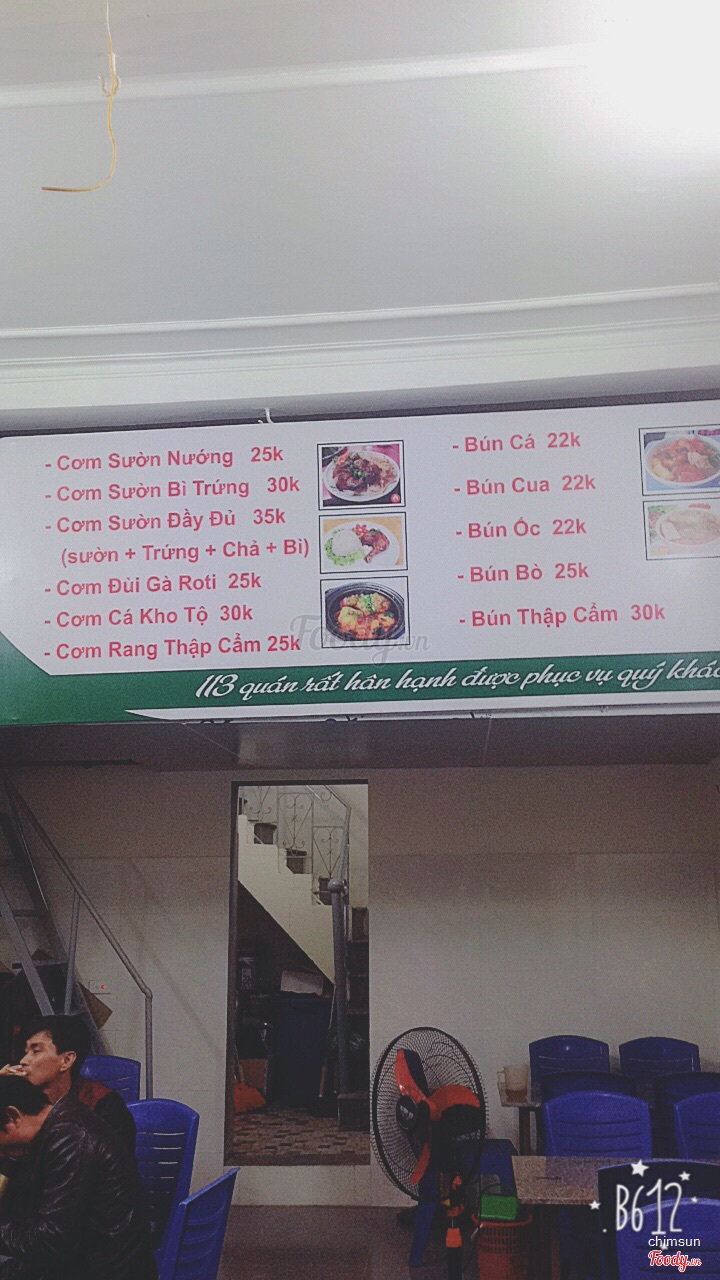 - Cơm Sườn Nướng 25k
- Cơm Sườn Bì Trứng 30k
- Cơm Sườn Đầy Đủ 35k
(sườn + Trứng + Chả + Bì)
- Cơm Đùi Gà Roti 25k
- Cơm Cá Kho Tộ 30k
- Cơm Rang Thập Cẩm 25k
- Bún Cá 22k
- Bún Cua 22k
- Bún Ốc 22k
- Bún Bò 25k
- Bún Thập Cẩm 30k
Foody.vn
113 quán rất hân hạnh được phục vụ quý khác
B612
chimsun
Foody.vn